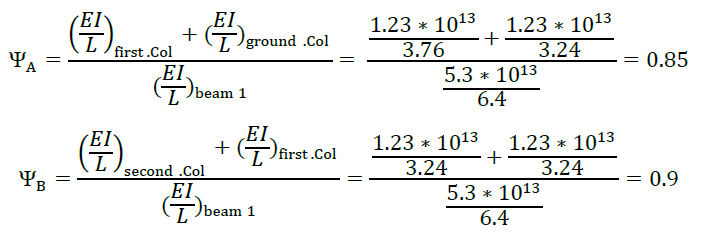 Ψ_A = ((EI/L)_first.Col + (EI/L)_ground .Col) / (EI/L)_beam 1 = (1.23 * 10^13 / 3.76 + 1.23 * 10^13 / 3.24) / (5.3 * 10^13 / 6.4) = 0.85
Ψ_B = ((EI/L)_second .Col + (EI/L)_first.Col) / (EI/L)_beam 1 = (1.23 * 10^13 / 3.24 + 1.23 * 10^13 / 3.24) / (5.3 * 10^13 / 6.4) = 0.9